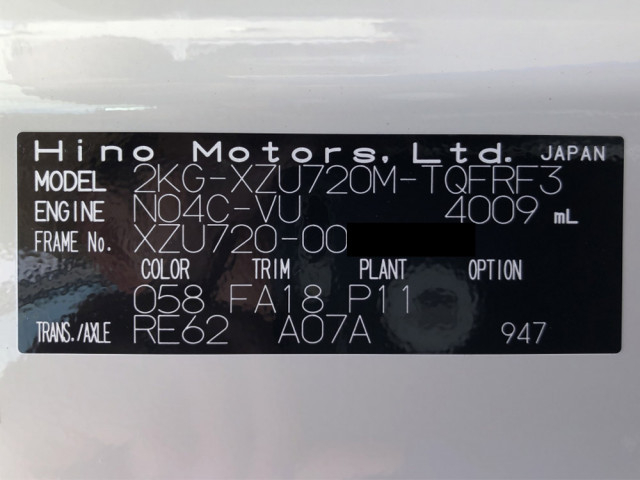 Hino Motors, Ltd. JAPAN
MODEL 2KG-XZU720M-TQFRF3
ENGINE N04C-VU 4009 mL
FRAME No. XZU720-00
COLOR TRIM PLANT OPTION
058 FA18 P11
TRANS./AXLE RE62 A07A 947